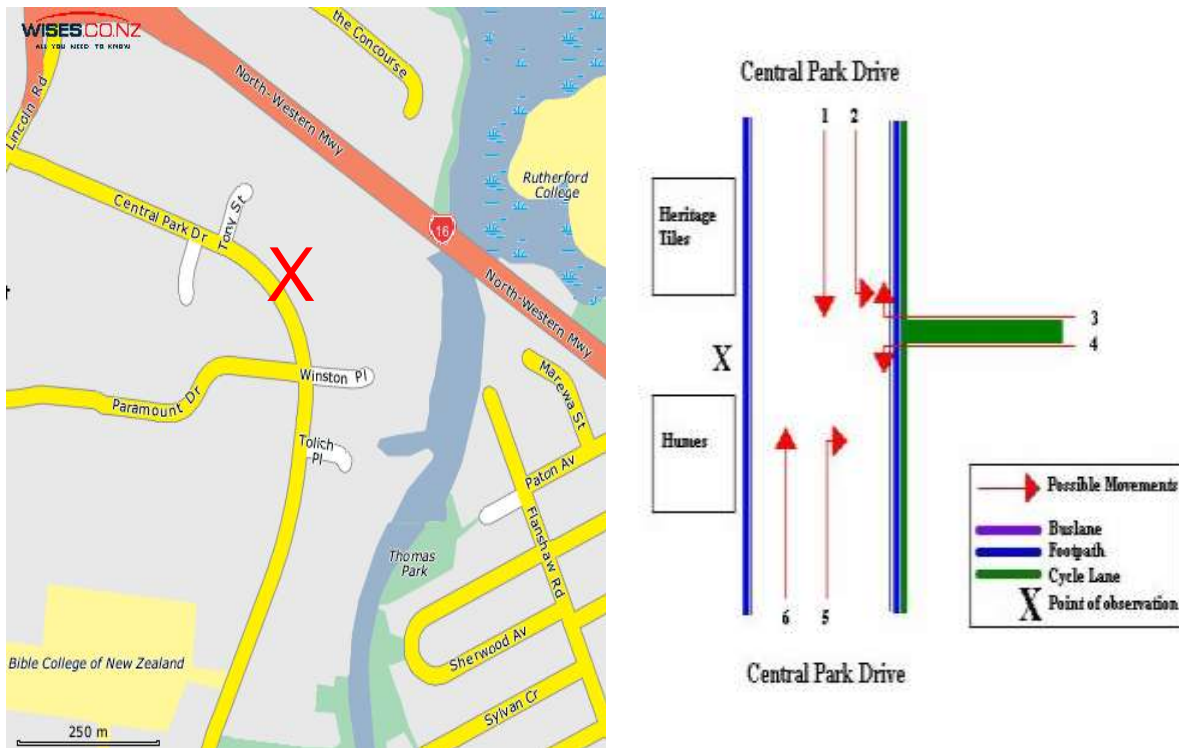 WISES.CO.NZ
ALL YOU NEED TO KNOW
the Concourse
Lincoln Rd
North-Western Mwy
Rutherford
College
Central Park Dr
Tony St
16
X
North-Western Mwy
Winston Pl
Paramount Dr
Marewa St
Tolich
Pl
Paton Av
Flanshaw Rd
Thomas
Park
Sherwood Av
Bible College of New Zealand
Sylvan Cr
250 m
Central Park Drive
1 2
Heritage
Tiles
3
4
X
Humes
Possible Movements
Buslane
Footpath
Cycle Lane
X Point of observation
6 5
Central Park Drive